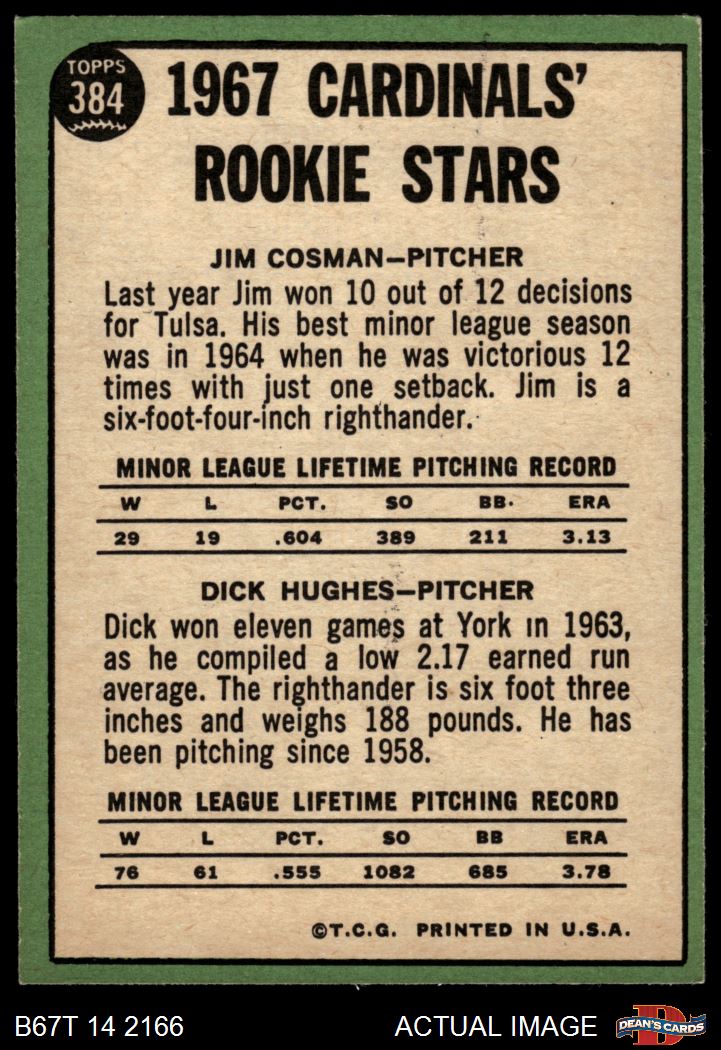 TOPPS
384
1967 CARDINALS'
ROOKIE STARS
JIM COSMAN–PITCHER
Last year Jim won 10 out of 12 decisions
for Tulsa. His best minor league season
was in 1964 when he was victorious 12
times with just one setback. Jim is a
six-foot-four-inch righthander.
MINOR LEAGUE LIFETIME PITCHING RECORD
W L PCT. SO BB. ERA
29 19 .604 389 211 3.13
DICK HUGHES–PITCHER
Dick won eleven games at York in 1963,
as he compiled a low 2.17 earned run
average. The righthander is six foot three
inches and weighs 188 pounds. He has
been pitching since 1958.
MINOR LEAGUE LIFETIME PITCHING RECORD
W L PCT. SO BB ERA
76 61 .555 1082 685 3.78
©T.C.G. PRINTED IN U.S.A.
B67T 14 2166 ACTUAL IMAGE D DEAN'S CARDS